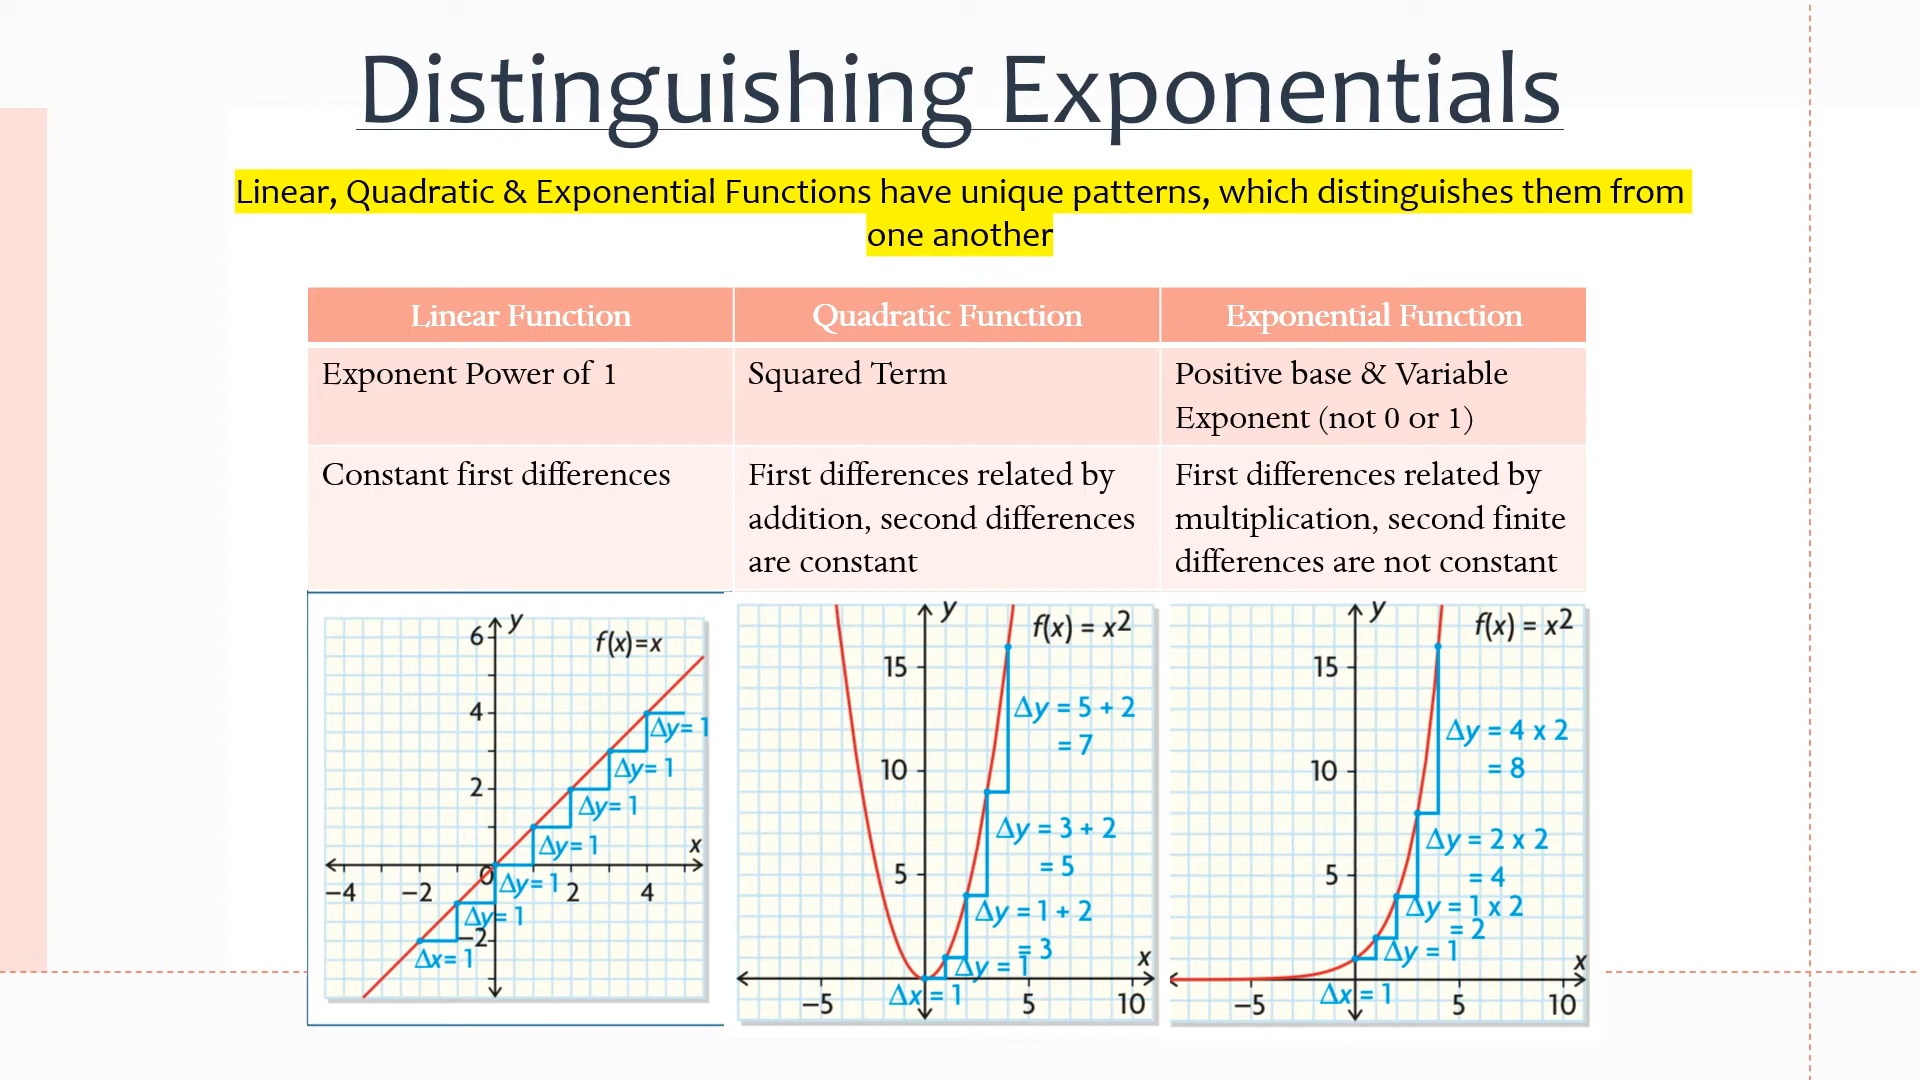 Distinguishing Exponentials
Linear, Quadratic & Exponential Functions have unique patterns, which distinguishes them from
one another
Linear Function
Quadratic Function
Exponential Function
Exponent Power of 1
Squared Term
Positive base & Variable
Exponent (not 0 or 1)
Constant first differences
First differences related by
addition, second differences
are constant
First differences related by
multiplication, second finite
differences are not constant
y
6
f(x)=x
4
Δy= 1
Δy= 1
2
Δy= 1
Δy= 1
x
0
−4
−2
Δy= 1
2
4
Δy= 1
−2
Δx= 1
y
f(x) = x2
15
Δy = 5 + 2
= 7
10
Δy = 3 + 2
= 5
5
Δy = 1 + 2
= 3
Δy = 1
x
Δx = 1
−5
5
10
y
f(x) = x2
15
Δy = 4 x 2
= 8
10
Δy = 2 x 2
= 4
5
Δy = 1 x 2
= 2
Δy = 1
x
Δx = 1
−5
5
10